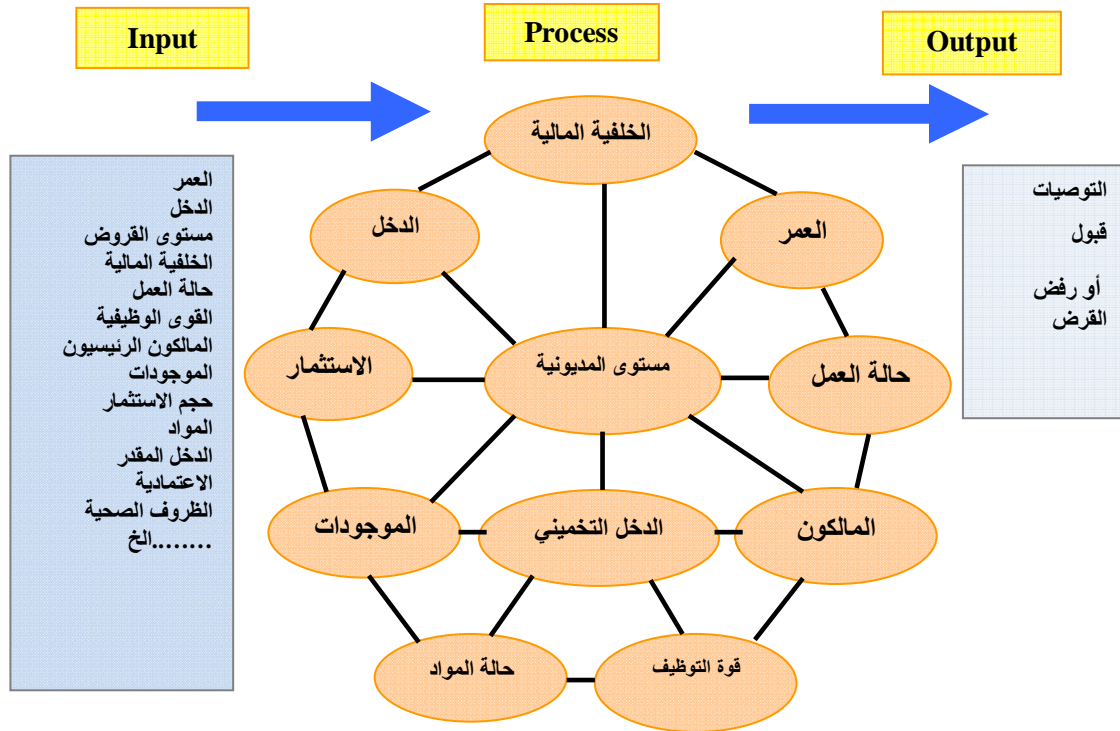 Input
Process
Output
العمر
الدخل
مستوى القروض
الخلفية المالية
حالة العمل
القوى الوظيفية
المالكون الرئيسيون
الموجودات
حجم الاستثمار
المواد
الدخل المقدر
الاعتمادية
الظروف الصحية
........الخ
الخلفية المالية
الدخل
العمر
الاستثمار
مستوى المديونية
حالة العمل
الموجودات
الدخل التخميني
المالكون
حالة المواد
قوة التوظيف
التوصيات
قبول
أو رفض
القرض